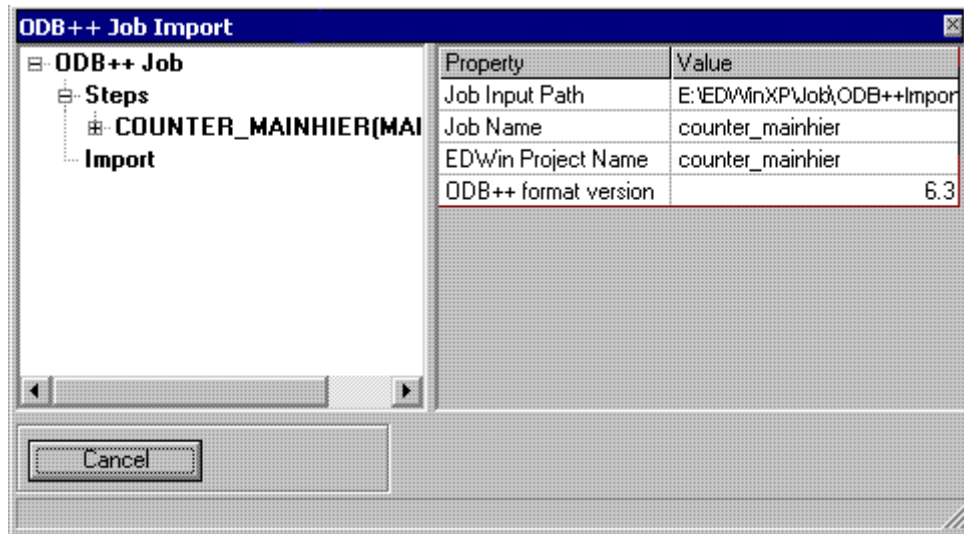 ODB++ Job Import
ODB++ Job
Steps
COUNTER_MAINHIER(MAI
Import
Property Value
Job Input Path E:\EDWinXP\Job\ODB++Impor
Job Name counter_mainhier
EDWin Project Name counter_mainhier
ODB++ format version 6.3
Cancel